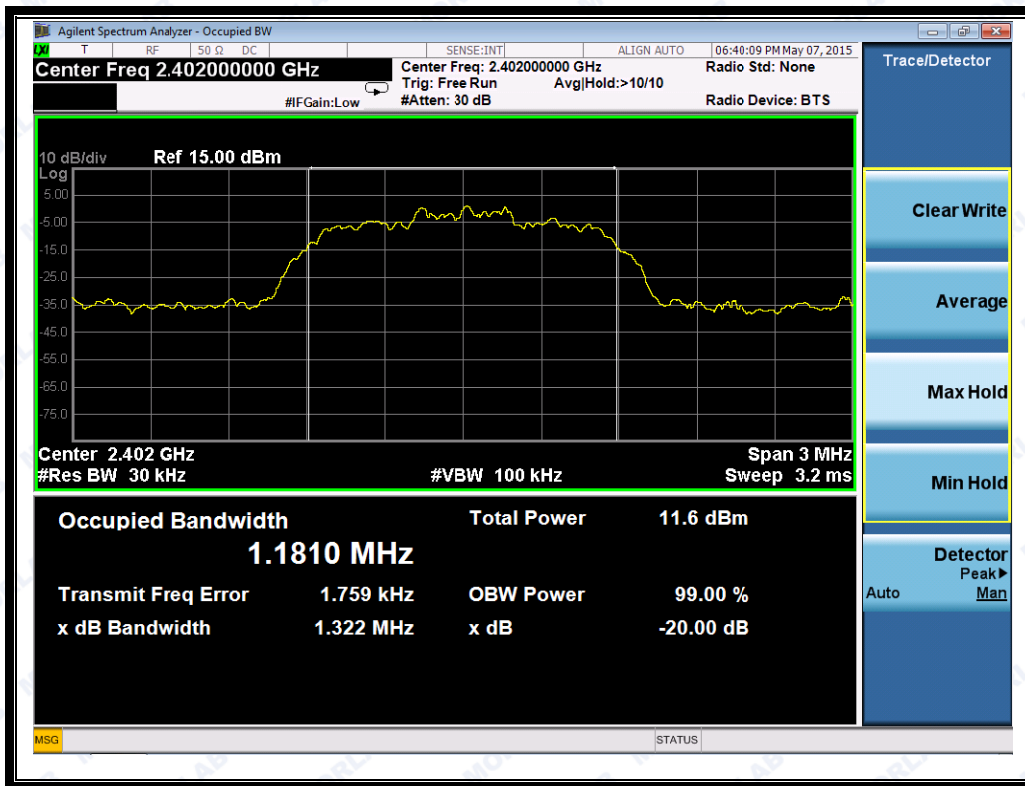 Agilent Spectrum Analyzer - Occupied BW
LXI T RF 50 Ω DC SENSE:INT ALIGN AUTO 06:40:09 PM May 07, 2015
Center Freq 2.402000000 GHz
Center Freq: 2.402000000 GHz
Radio Std: None
Trig: Free Run Avg|Hold:>10/10
#IFGain:Low
#Atten: 30 dB
Radio Device: BTS
10 dB/div Ref 15.00 dBm
Log
5.00
-5.00
-15.0
-25.0
-35.0
-45.0
-55.0
-65.0
-75.0
Center 2.402 GHz Span 3 MHz
#Res BW 30 kHz #VBW 100 kHz Sweep 3.2 ms
Occupied Bandwidth Total Power 11.6 dBm
1.1810 MHz
Transmit Freq Error 1.759 kHz OBW Power 99.00 %
x dB Bandwidth 1.322 MHz x dB -20.00 dB
MSG STATUS
Trace/Detector
Clear Write
Average
Max Hold
Min Hold
Detector
Peak▶
Auto Man